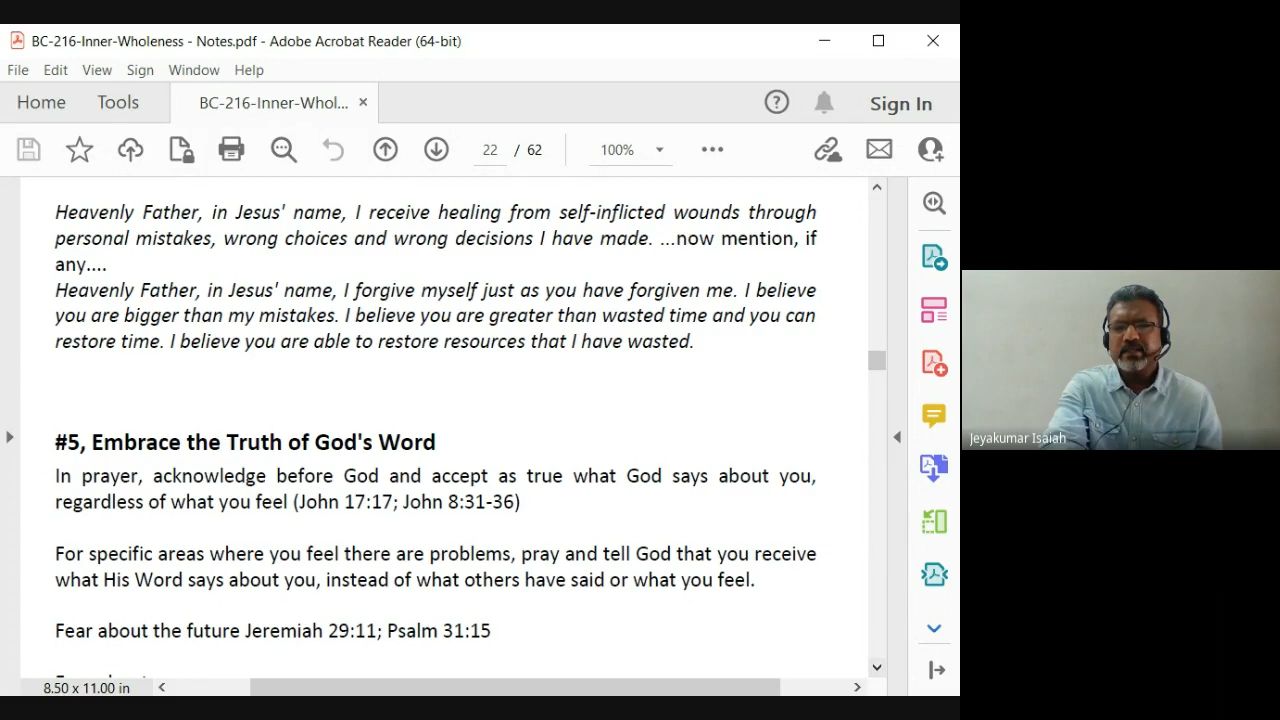 BC-216-Inner-Wholeness - Notes.pdf - Adobe Acrobat Reader (64-bit)
File Edit View Sign Window Help
Home Tools BC-216-Inner-Whol... × Sign In
22 / 62 100%
Heavenly Father, in Jesus' name, I receive healing from self-inflicted wounds through
personal mistakes, wrong choices and wrong decisions I have made. ...now mention, if
any....
Heavenly Father, in Jesus' name, I forgive myself just as you have forgiven me. I believe
you are bigger than my mistakes. I believe you are greater than wasted time and you can
restore time. I believe you are able to restore resources that I have wasted.
#5, Embrace the Truth of God's Word
In prayer, acknowledge before God and accept as true what God says about you,
regardless of what you feel (John 17:17; John 8:31-36)
For specific areas where you feel there are problems, pray and tell God that you receive
what His Word says about you, instead of what others have said or what you feel.
Fear about the future Jeremiah 29:11; Psalm 31:15
8.50 x 11.00 in
Jeyakumar Isaiah